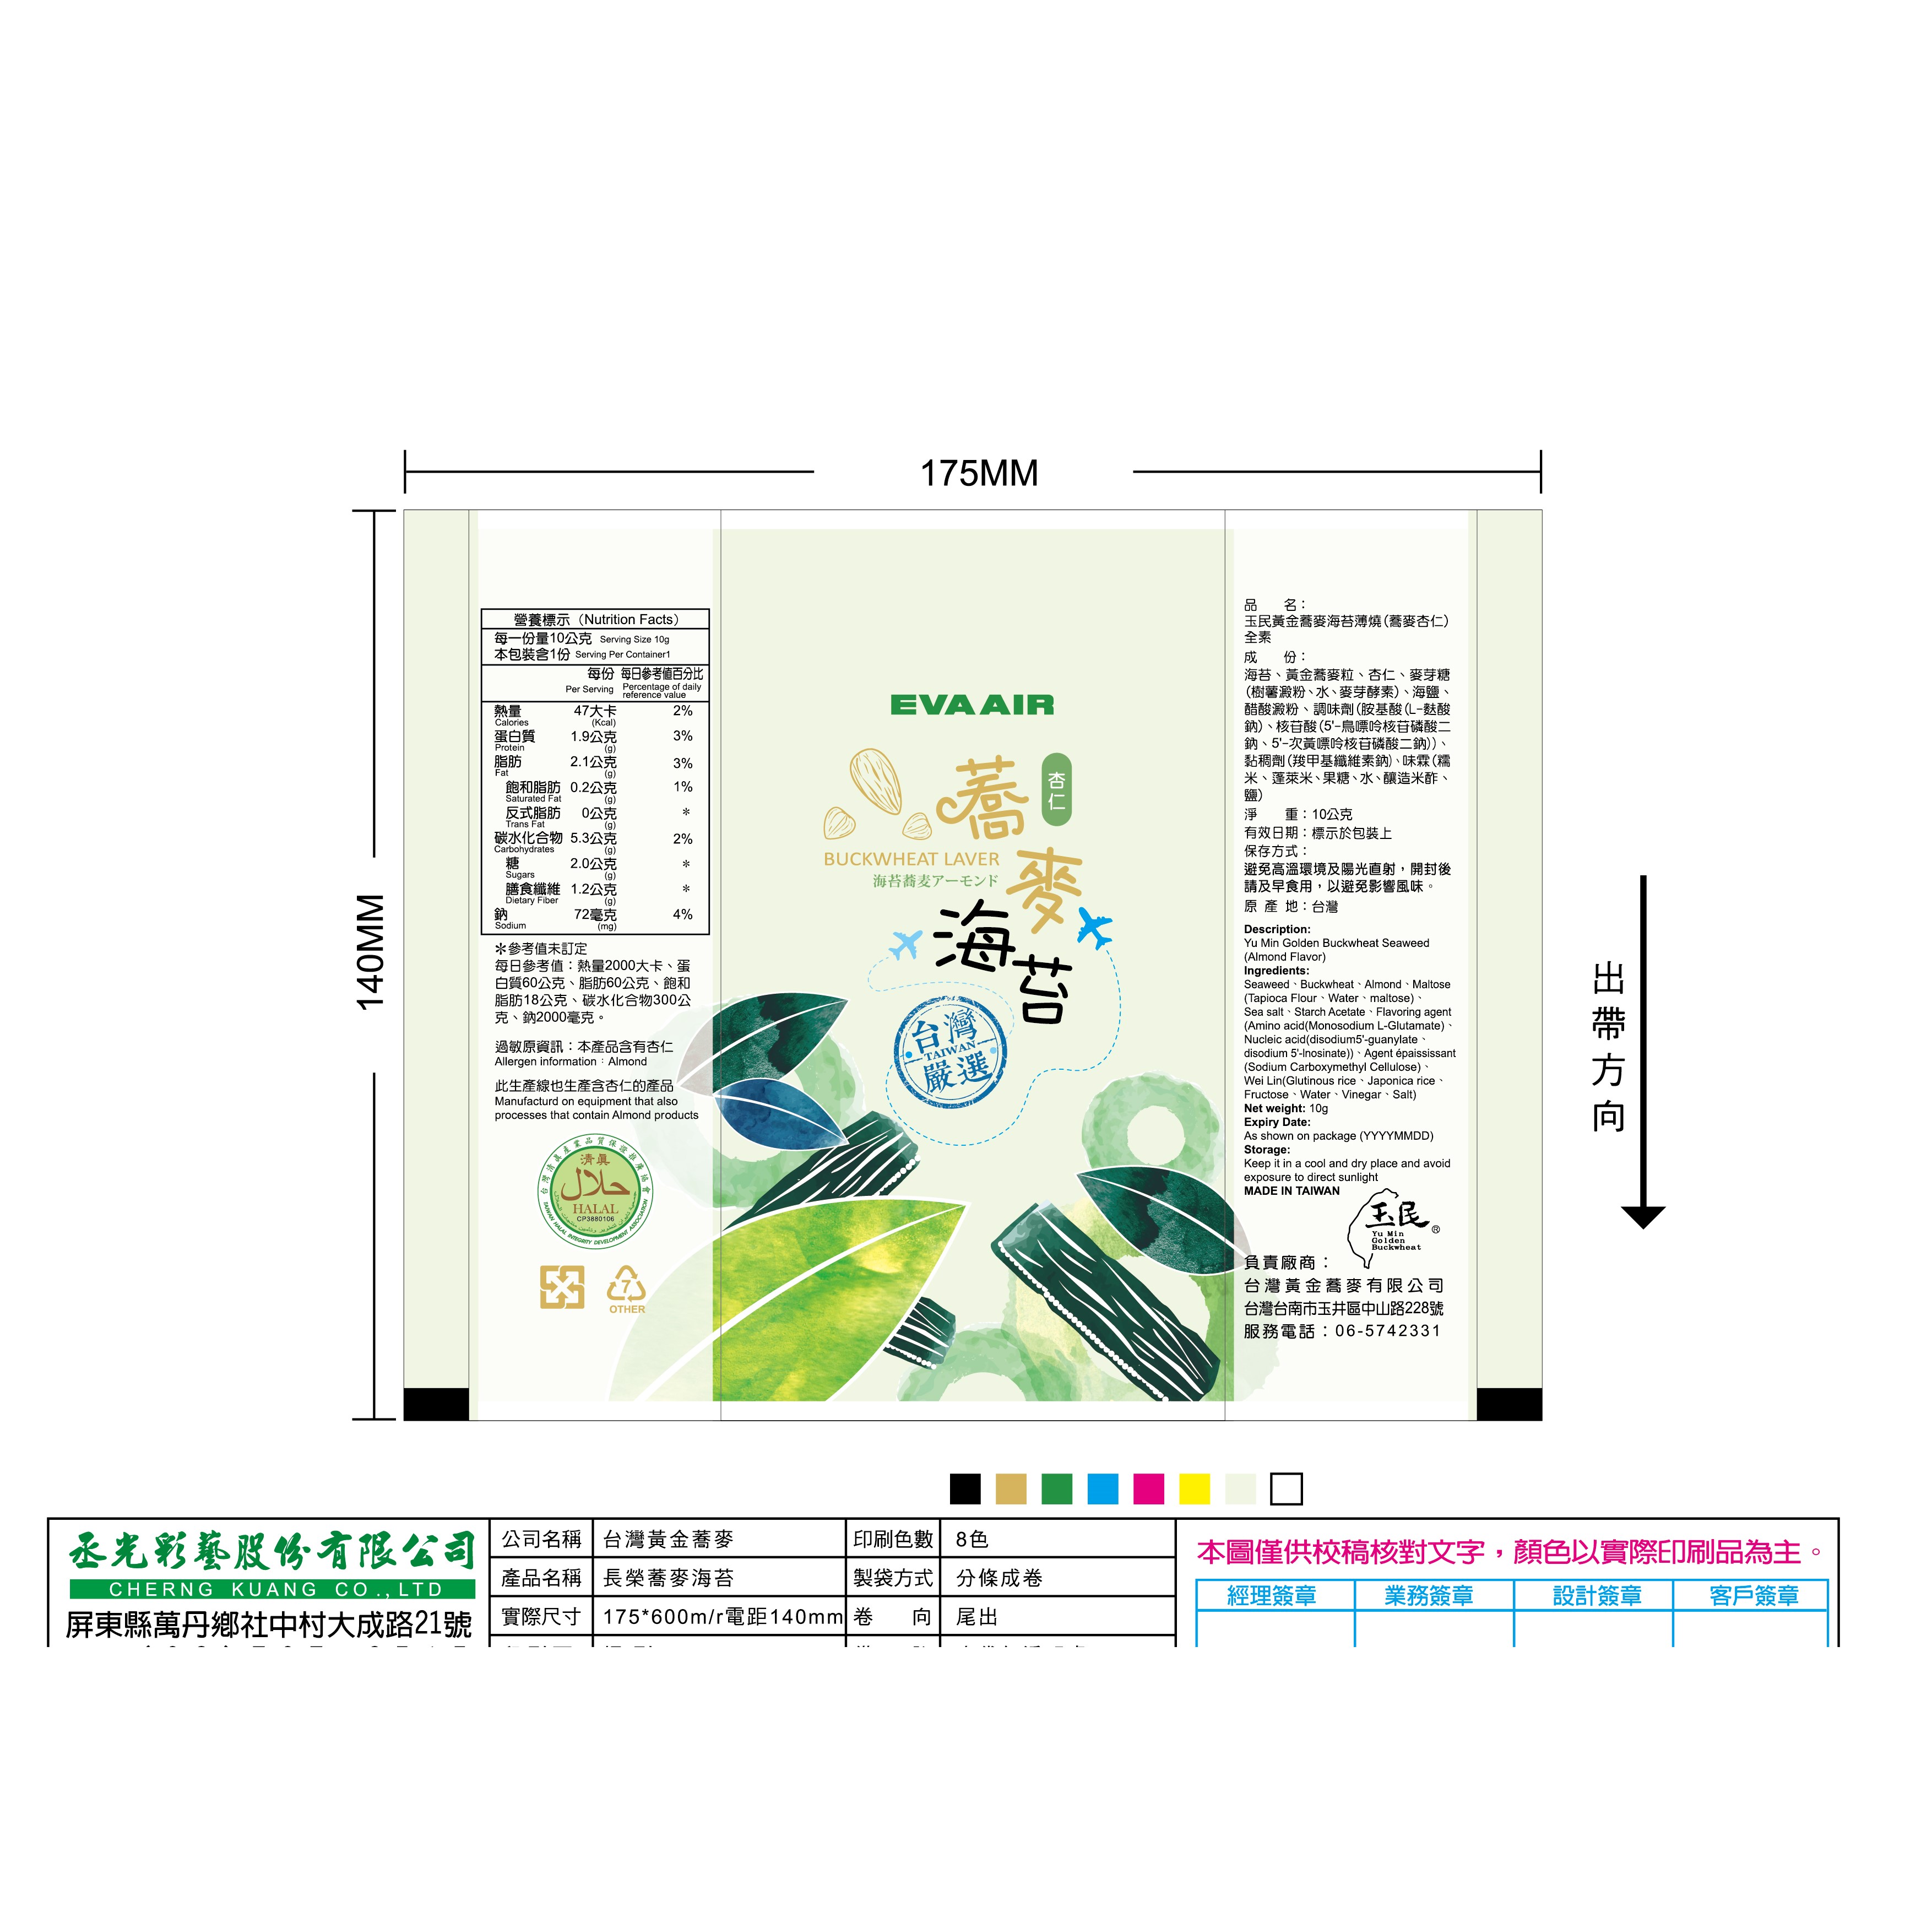 175MM
140MM
營養標示（Nutrition Facts）
每一份量10公克 Serving Size 10g
本包裝含1份 Serving Per Container1
每份 每日參考值百分比
Per Serving Percentage of daily
reference value
熱量 47大卡 2%
Calories (Kcal)
蛋白質 1.9公克 3%
Protein (g)
脂肪 2.1公克 3%
Fat (g)
飽和脂肪 0.2公克 1%
Saturated Fat (g)
反式脂肪 0公克 *
Trans Fat (g)
碳水化合物 5.3公克 2%
Carbohydrates (g)
糖 2.0公克 *
Sugars (g)
膳食纖維 1.2公克 *
Dietary Fiber (g)
鈉 72毫克 4%
Sodium (mg)
＊參考值未訂定
每日參考值：熱量2000大卡、蛋
白質60公克、脂肪60公克、飽和
脂肪18公克、碳水化合物300公
克、鈉2000毫克。
過敏原資訊：本產品含有杏仁
Allergen information：Almond
此生產線也生產含杏仁的產品
Manufacturd on equipment that also
processes that contain Almond products
台灣清真產業品質保證推廣協會
清真
حلال
HALAL
CP3880106
TAIWAN HALAL INTEGRITY DEVELOPMENT ASSOCIATION
7
OTHER
EVA AIR
蕎麥
杏仁
BUCKWHEAT LAVER
海苔蕎麦アーモンド
海苔
台灣
TAIWAN
嚴選
品 名：
玉民黃金蕎麥海苔薄燒(蕎麥杏仁)
全素
成 份：
海苔、黃金蕎麥粒、杏仁、麥芽糖
(樹薯澱粉、水、麥芽酵素)、海鹽、
醋酸澱粉、調味劑(胺基酸(L-麩酸
鈉)、核苷酸(5'-鳥嘌呤核苷磷酸二
鈉、5'-次黃嘌呤核苷磷酸二鈉))、
黏稠劑(羧甲基纖維素鈉)、味霖(糯
米、蓬萊米、果糖、水、釀造米酢、
鹽)
淨 重：10公克
有效日期：標示於包裝上
保存方式：
避免高溫環境及陽光直射，開封後
請及早食用，以避免影響風味。
原 產 地：台灣
Description:
Yu Min Golden Buckwheat Seaweed
(Almond Flavor)
Ingredients:
Seaweed、Buckwheat、Almond、Maltose
(Tapioca Flour、Water、maltose)、
Sea salt、Starch Acetate、Flavoring agent
(Amino acid(Monosodium L-Glutamate)、
Nucleic acid(disodium5'-guanylate、
disodium 5'-Inosinate))、Agent épaississant
(Sodium Carboxymethyl Cellulose)、
Wei Lin(Glutinous rice、Japonica rice、
Fructose、Water、Vinegar、Salt)
Net weight: 10g
Expiry Date:
As shown on package (YYYYMMDD)
Storage:
Keep it in a cool and dry place and avoid
exposure to direct sunlight
MADE IN TAIWAN
玉民
Yu Min
Golden
Buckwheat
®
負責廠商：
台灣黃金蕎麥有限公司
台灣台南市玉井區中山路228號
服務電話：06-5742331
出帶方向
丞光彩藝股份有限公司
CHERNG KUANG CO.,LTD
屏東縣萬丹鄉社中村大成路21號
公司名稱 台灣黃金蕎麥 印刷色數 8色
產品名稱 長榮蕎麥海苔 製袋方式 分條成卷
實際尺寸 175*600m/r電距140mm 卷 向 尾出
本圖僅供校稿核對文字，顏色以實際印刷品為主。
經理簽章 業務簽章 設計簽章 客戶簽章